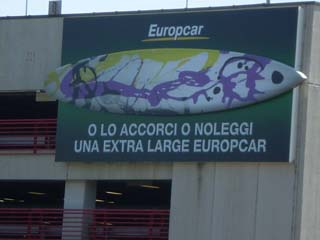 Europcar
O LO ACCORCI O NOLEGGI
UNA EXTRA LARGE EUROPCAR